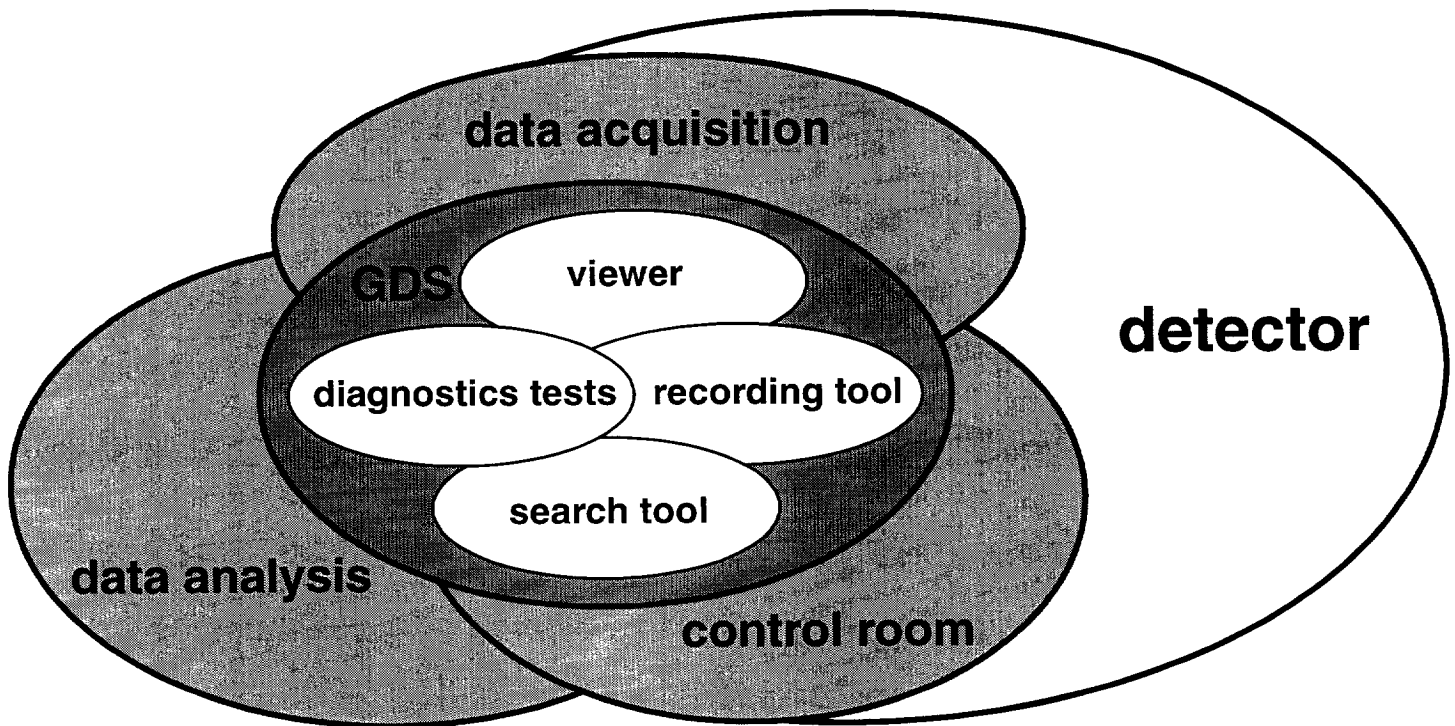 data acquisition
GDS
viewer
detector
diagnostics tests
recording tool
search tool
data analysis
control room